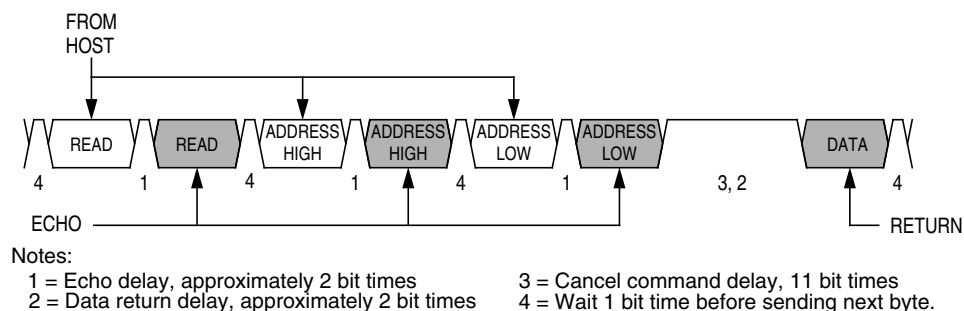 FROM
HOST
READ
READ
ADDRESS
HIGH
ADDRESS
HIGH
ADDRESS
LOW
ADDRESS
LOW
DATA
4 1 4 1 4 1 3, 2 4
ECHO
RETURN
Notes:
1 = Echo delay, approximately 2 bit times
2 = Data return delay, approximately 2 bit times
3 = Cancel command delay, 11 bit times
4 = Wait 1 bit time before sending next byte.